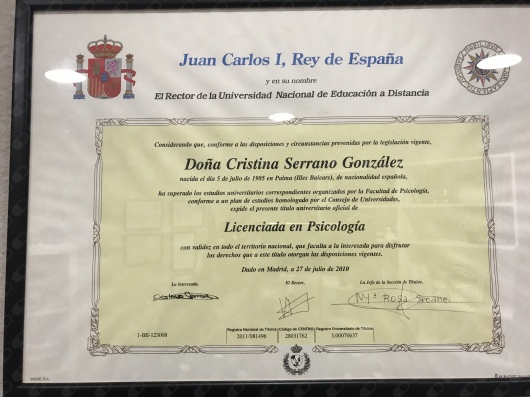 Juan Carlos I, Rey de España
y en su nombre
El Rector de la Universidad Nacional de Educación a Distancia
Considerando que, conforme a las disposiciones y circunstancias prevenidas por la legislación vigente,
Doña Cristina Serrano González
nacida el día 5 de julio de 1985 en Palma (Illes Balears), de nacionalidad española,
ha superado los estudios universitarios correspondientes organizados por la Facultad de Psicología,
conforme a un plan de estudios homologado por el Consejo de Universidades,
expide el presente título universitario oficial de
Licenciada en Psicología
con validez en todo el territorio nacional, que faculta a la interesada para disfrutar
los derechos que a este título otorgan las disposiciones vigentes.
Dado en Madrid, a 27 de julio de 2010
La interesada, El Rector, La Jefa de la Sección de Títulos,
Mª Rosa
1-BE-123068
Registro Nacional de Títulos Código de CENTRO Registro Universitario de Títulos
2011/081496 28031762 1.00070637